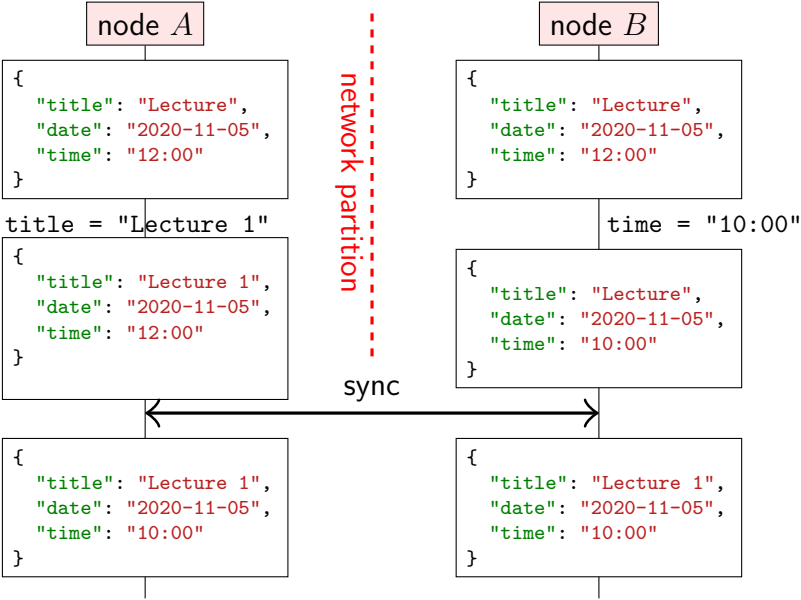 node A
{
"title": "Lecture",
"date": "2020-11-05",
"time": "12:00"
}
title = "Lecture 1"
{
"title": "Lecture 1",
"date": "2020-11-05",
"time": "12:00"
}
network partition
node B
{
"title": "Lecture",
"date": "2020-11-05",
"time": "12:00"
}
time = "10:00"
{
"title": "Lecture",
"date": "2020-11-05",
"time": "10:00"
}
sync
{
"title": "Lecture 1",
"date": "2020-11-05",
"time": "10:00"
}
{
"title": "Lecture 1",
"date": "2020-11-05",
"time": "10:00"
}